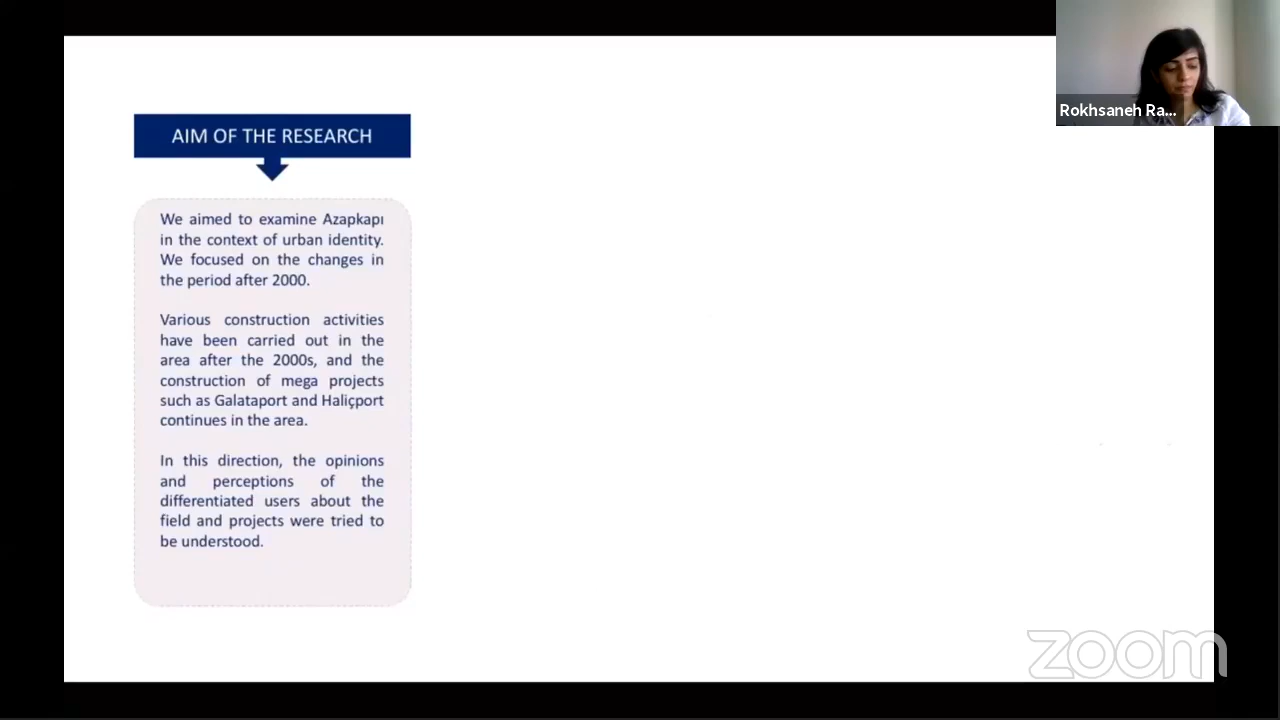 Rokhsaneh Ra...
AIM OF THE RESEARCH
We aimed to examine Azapkapı
in the context of urban identity.
We focused on the changes in
the period after 2000.
Various construction activities
have been carried out in the
area after the 2000s, and the
construction of mega projects
such as Galataport and Haliçport
continues in the area.
In this direction, the opinions
and perceptions of the
differentiated users about the
field and projects were tried to
be understood.
zoom